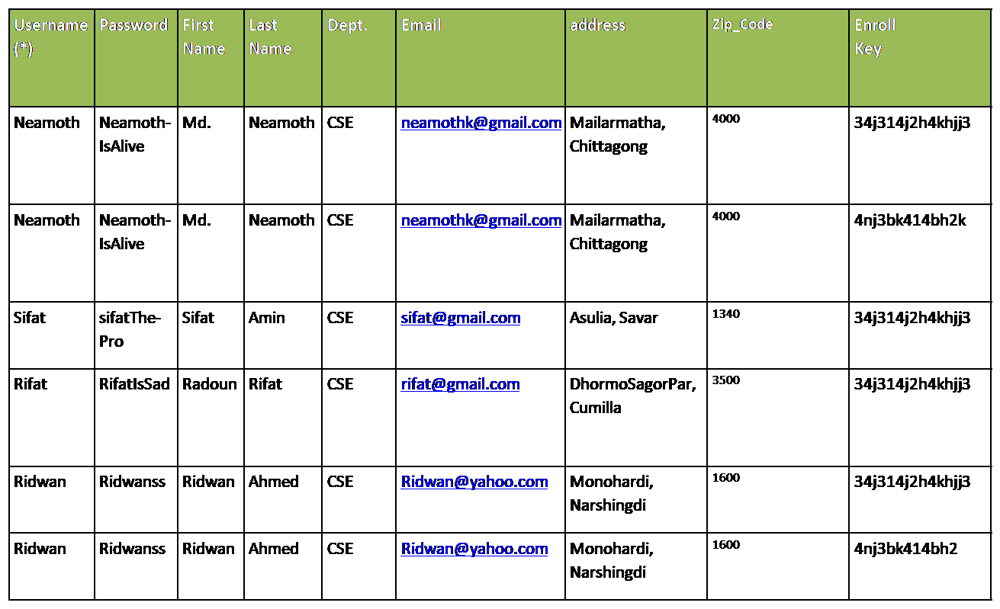 Username Password First Last Dept. Email address Zip_Code Enroll
(*) Name Name Key
Neamoth Neamoth- Md. Neamoth CSE neamothk@gmail.com Mailarmatha, 4000 34j314j2h4khjj3
IsAlive Chittagong
Neamoth Neamoth- Md. Neamoth CSE neamothk@gmail.com Mailarmatha, 4000 4nj3bk414bh2k
IsAlive Chittagong
Sifat sifatThe- Sifat Amin CSE sifat@gmail.com Asulia, Savar 1340 34j314j2h4khjj3
Pro
Rifat RifatIsSad Radoun Rifat CSE rifat@gmail.com DhormoSagorPar, 3500 34j314j2h4khjj3
Cumilla
Ridwan Ridwanss Ridwan Ahmed CSE Ridwan@yahoo.com Monohardi, 1600 34j314j2h4khjj3
Narshingdi
Ridwan Ridwanss Ridwan Ahmed CSE Ridwan@yahoo.com Monohardi, 1600 4nj3bk414bh2
Narshingdi